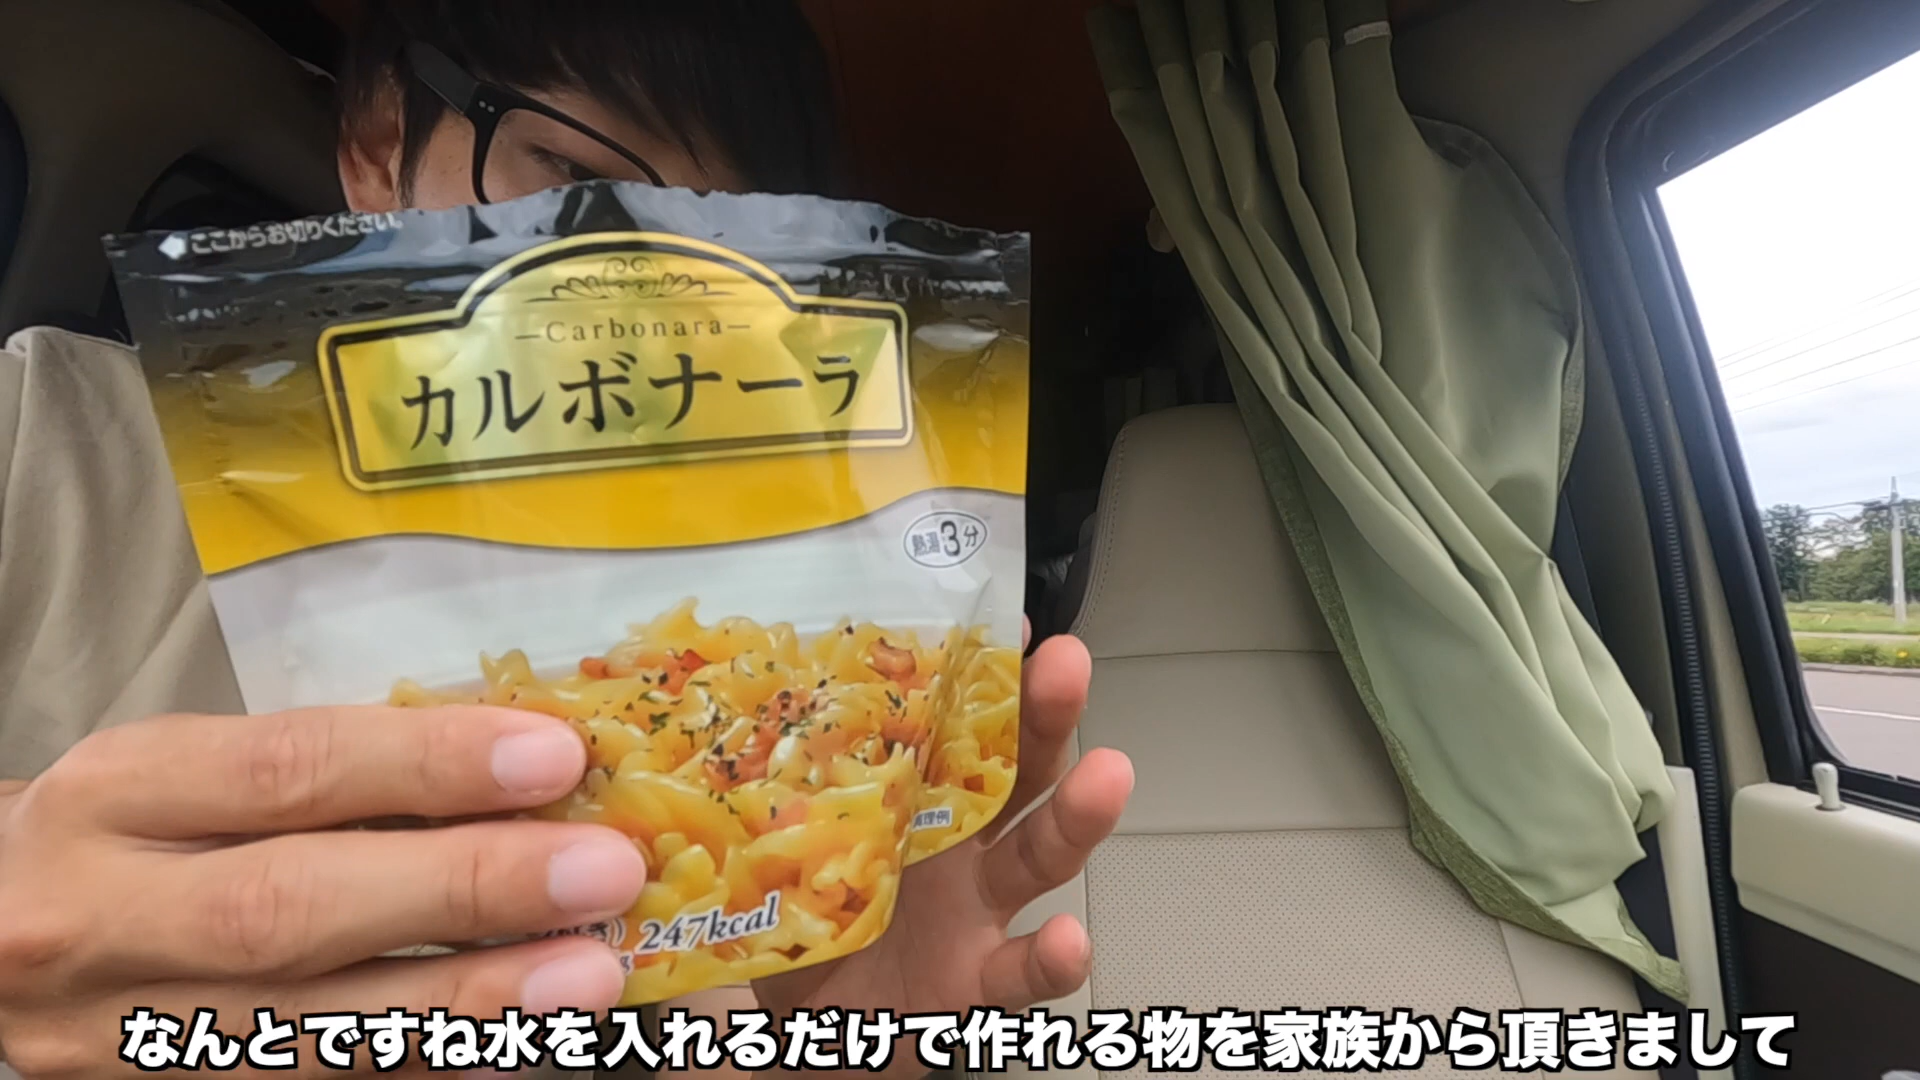 ここからお切りください。
Carbonara
カルボナーラ
熱湯3分
調理例
247kcal
g
なんとですね水を入れるだけで作れる物を家族から頂きまして